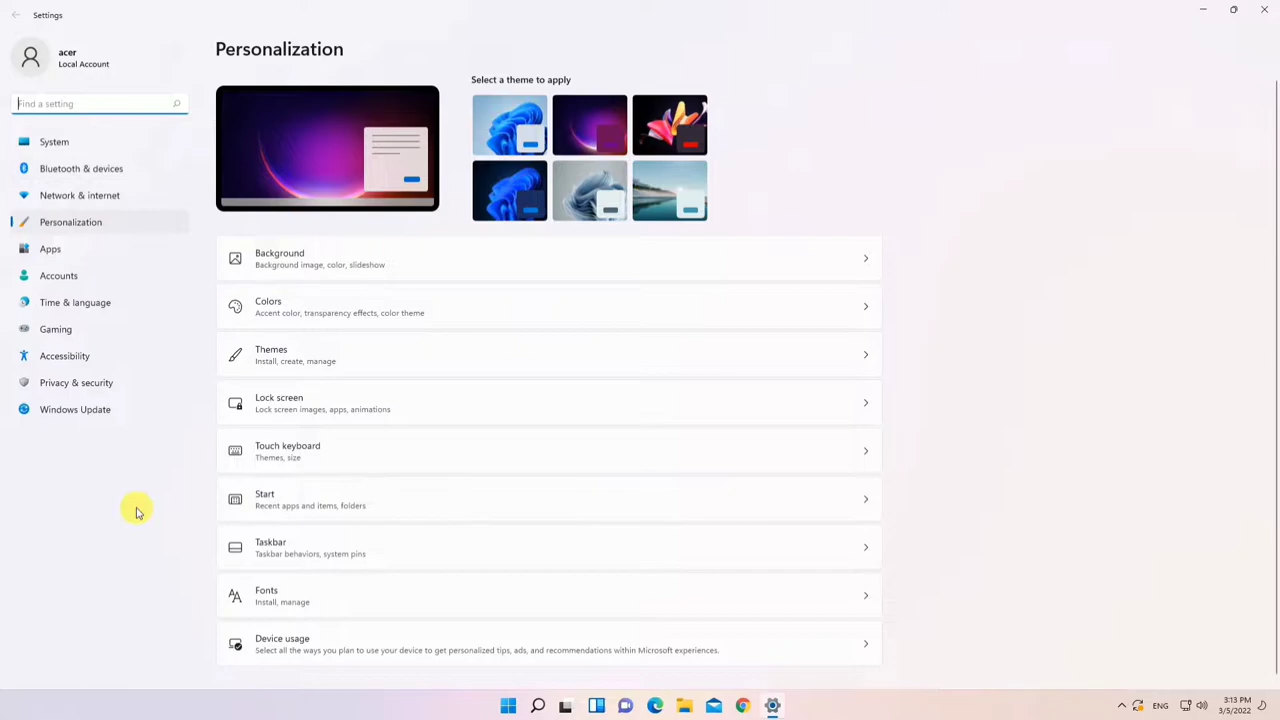 Settings
acer
Local Account
Find a setting
System
Bluetooth & devices
Network & internet
Personalization
Apps
Accounts
Time & language
Gaming
Accessibility
Privacy & security
Windows Update
Personalization
Select a theme to apply
Background
Background image, color, slideshow
Colors
Accent color, transparency effects, color theme
Themes
Install, create, manage
Lock screen
Lock screen images, apps, animations
Touch keyboard
Themes, size
Start
Recent apps and items, folders
Taskbar
Taskbar behaviors, system pins
Fonts
Install, manage
Device usage
Select all the ways you plan to use your device to get personalized tips, ads, and recommendations within Microsoft experiences.
ENG
3:13 PM
3/5/2022